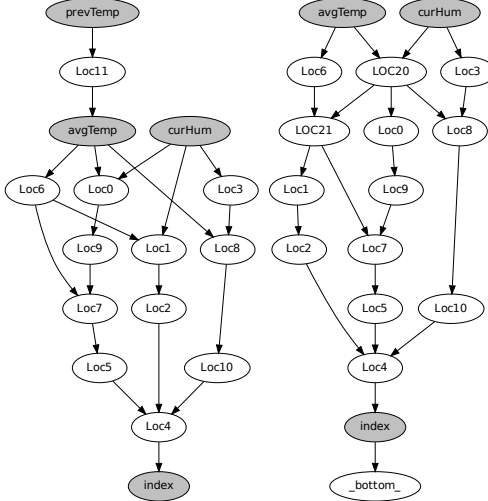 prevTemp
Loc11
avgTemp
curHum
Loc6
Loc0
Loc3
Loc9
Loc1
Loc8
Loc7
Loc2
Loc5
Loc10
Loc4
index
avgTemp
curHum
Loc6
LOC20
Loc3
LOC21
Loc0
Loc8
Loc1
Loc9
Loc2
Loc7
Loc5
Loc10
Loc4
index
_bottom_